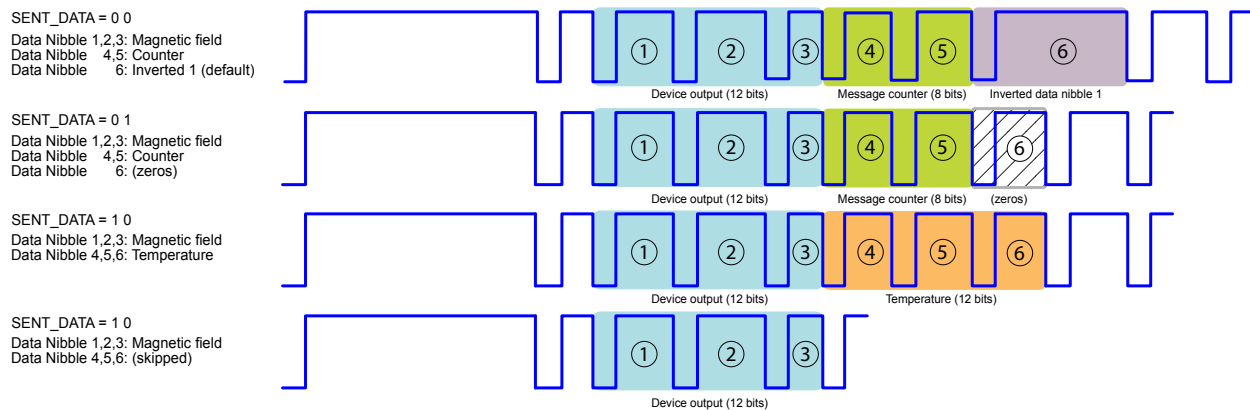 SENT_DATA = 0 0
Data Nibble 1,2,3: Magnetic field
Data Nibble 4,5: Counter
Data Nibble 6: Inverted 1 (default)
1 2 3 4 5 6
Device output (12 bits) Message counter (8 bits) Inverted data nibble 1
SENT_DATA = 0 1
Data Nibble 1,2,3: Magnetic field
Data Nibble 4,5: Counter
Data Nibble 6: (zeros)
1 2 3 4 5 6
Device output (12 bits) Message counter (8 bits) (zeros)
SENT_DATA = 1 0
Data Nibble 1,2,3: Magnetic field
Data Nibble 4,5,6: Temperature
1 2 3 4 5 6
Device output (12 bits) Temperature (12 bits)
SENT_DATA = 1 0
Data Nibble 1,2,3: Magnetic field
Data Nibble 4,5,6: (skipped)
1 2 3
Device output (12 bits)